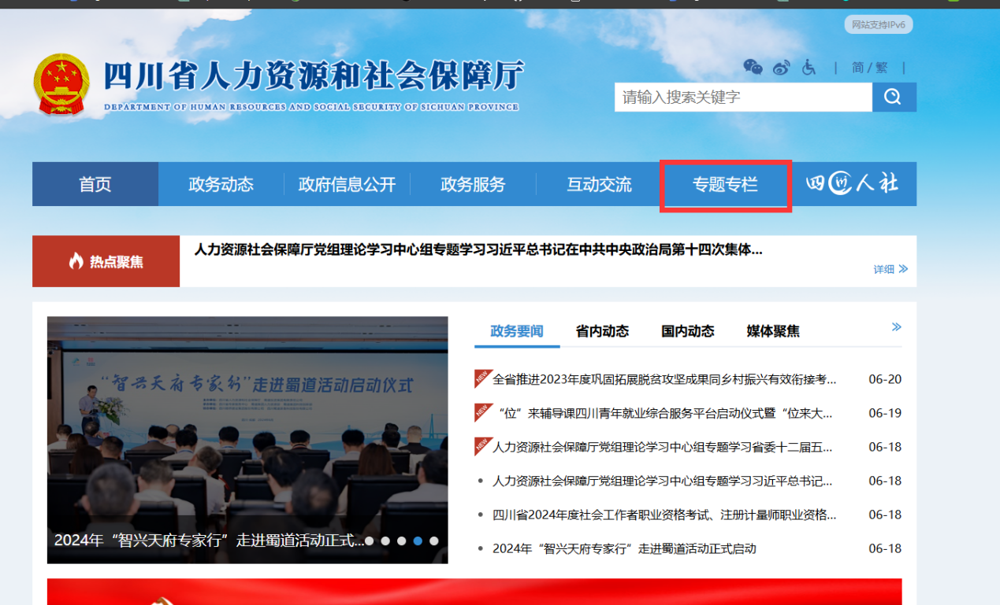 网站支持IPv6
四川省人力资源和社会保障厅
DEPARTMENT OF HUMAN RESOURCES AND SOCIAL SECURITY OF SICHUAN PROVINCE
| 简 / 繁 |
请输入搜索关键字
首页 政务动态 政府信息公开 政务服务 互动交流 专题专栏 四川人社
热点聚焦
人力资源社会保障厅党组理论学习中心组专题学习习近平总书记在中共中央政治局第十四次集体...
详细
政务要闻 省内动态 国内动态 媒体聚焦
“智兴天府专家行”走进蜀道活动启动仪式
2024年“智兴天府专家行”走进蜀道活动正式...
NEW 全省推进2023年度巩固拓展脱贫攻坚成果同乡村振兴有效衔接考... 06-20
NEW “位”来辅导课四川青年就业综合服务平台启动仪式暨“位来大... 06-19
NEW 人力资源社会保障厅党组理论学习中心组专题学习省委十二届五... 06-18
• 人力资源社会保障厅党组理论学习中心组专题学习习近平总书记... 06-18
• 四川省2024年度社会工作者职业资格考试、注册计量师职业资格... 06-18
• 2024年“智兴天府专家行”走进蜀道活动正式启动 06-18